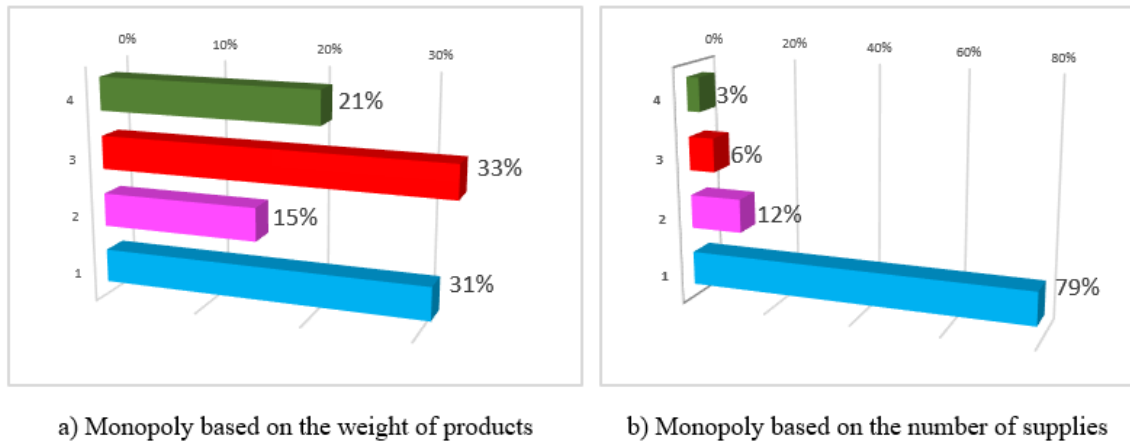 0% 10% 20% 30%
4 21%
3 33%
2 15%
1 31%
a) Monopoly based on the weight of products
0% 20% 40% 60% 80%
4 3%
3 6%
2 12%
1 79%
b) Monopoly based on the number of supplies